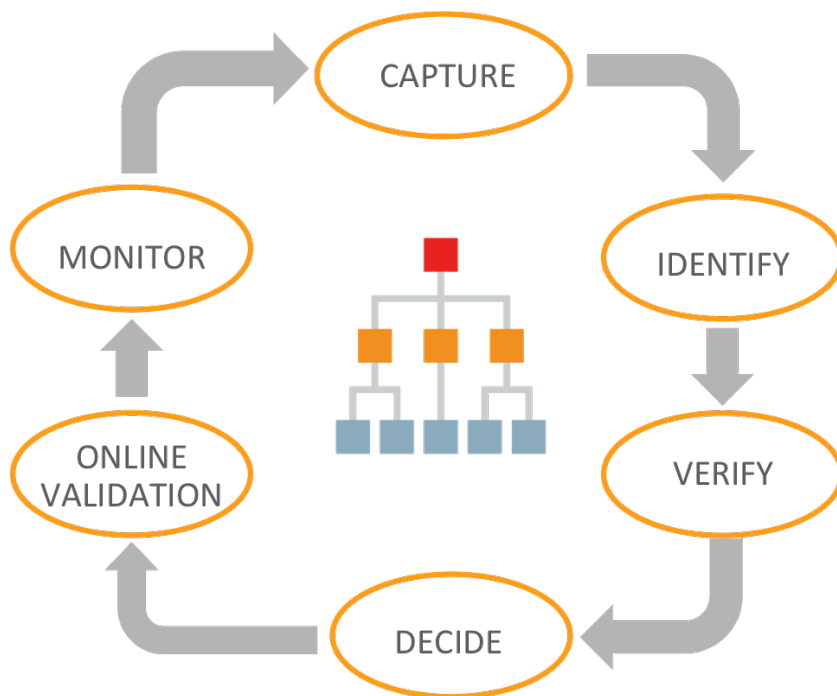 CAPTURE
IDENTIFY
VERIFY
DECIDE
ONLINE
VALIDATION
MONITOR